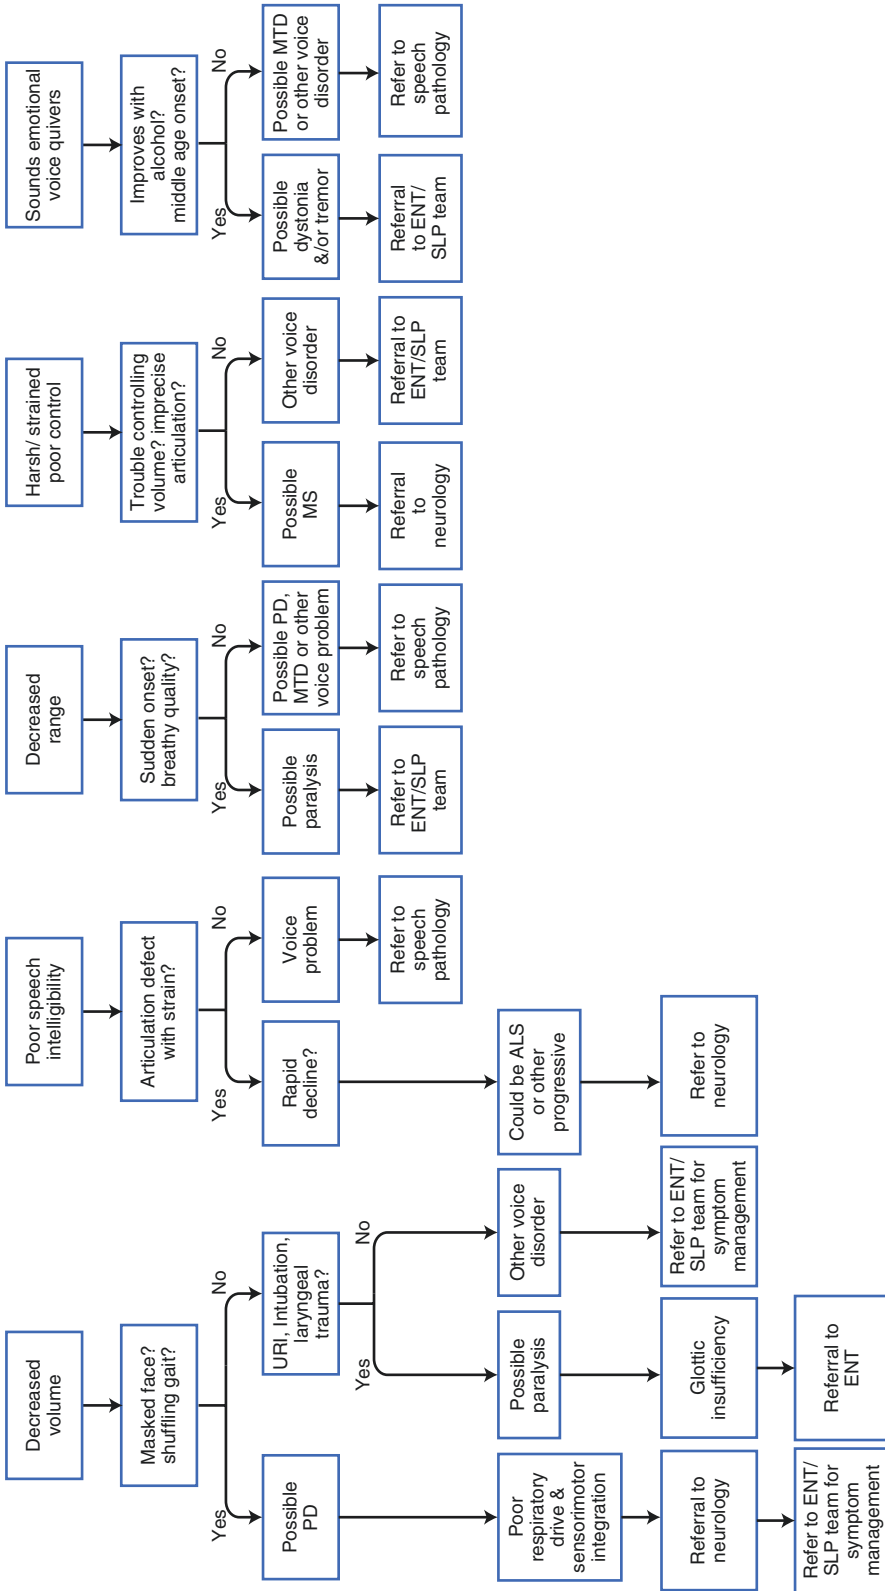 Decreased
volume
Masked face?
shuffling gait?
Yes
No
Possible
PD
Poor
respiratory
drive &
sensorimotor
integration
Referral to
neurology
Refer to ENT/
SLP team for
symptom
management
URI, Intubation,
laryngeal
trauma?
Yes
No
Possible
paralysis
Glottic
insufficiency
Referral to
ENT
Other voice
disorder
Refer to ENT/
SLP team for
symptom
management
Poor speech
intelligibility
Articulation defect
with strain?
Yes
No
Rapid
decline?
Could be ALS
or other
progressive
Refer to
neurology
Voice
problem
Refer to
speech
pathology
Decreased
range
Sudden onset?
breathy quality?
Yes
No
Possible
paralysis
Refer to
ENT/SLP
team
Possible PD,
MTD or other
voice problem
Refer to
speech
pathology
Harsh/ strained
poor control
Trouble controlling
volume? imprecise
articulation?
Yes
No
Possible
MS
Referral
to
neurology
Other voice
disorder
Referral to
ENT/SLP
team
Sounds emotional
voice quivers
Improves with
alcohol?
middle age onset?
Yes
No
Possible
dystonia
&/or tremor
Referral
to ENT/
SLP team
Possible MTD
or other voice
disorder
Refer to
speech
pathology